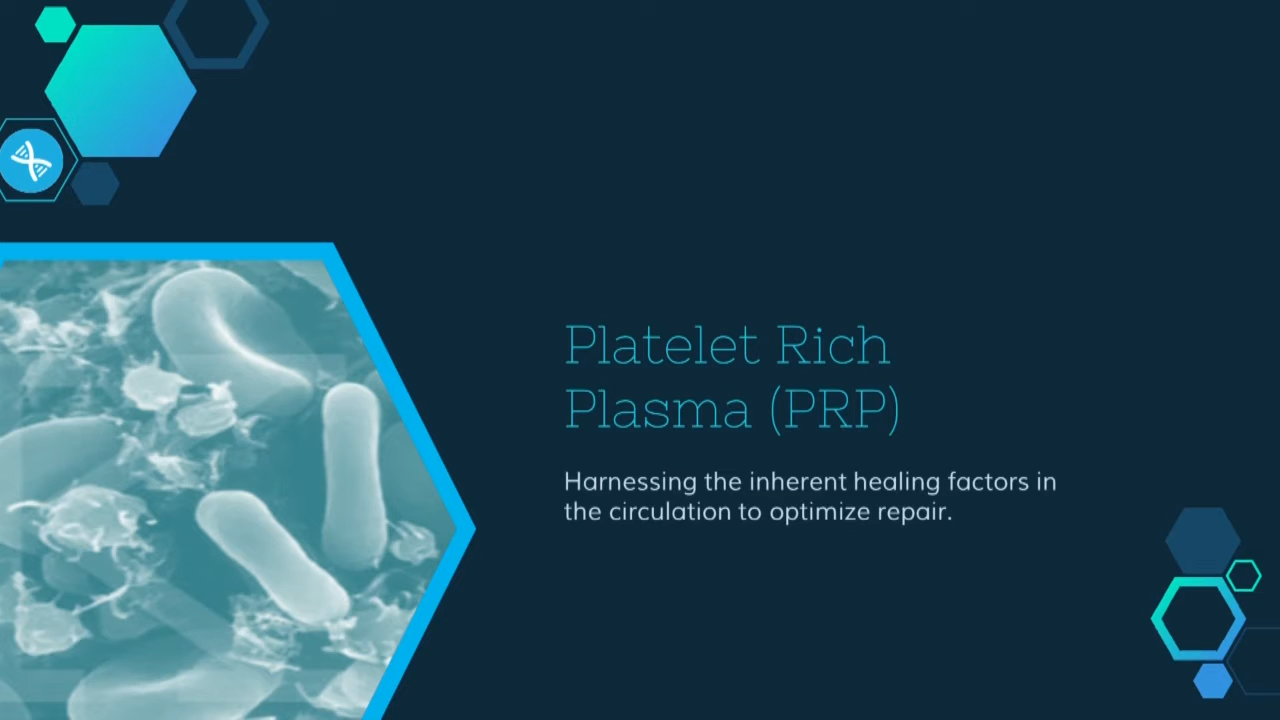 Platelet Rich
Plasma (PRP)
Harnessing the inherent healing factors in
the circulation to optimize repair.